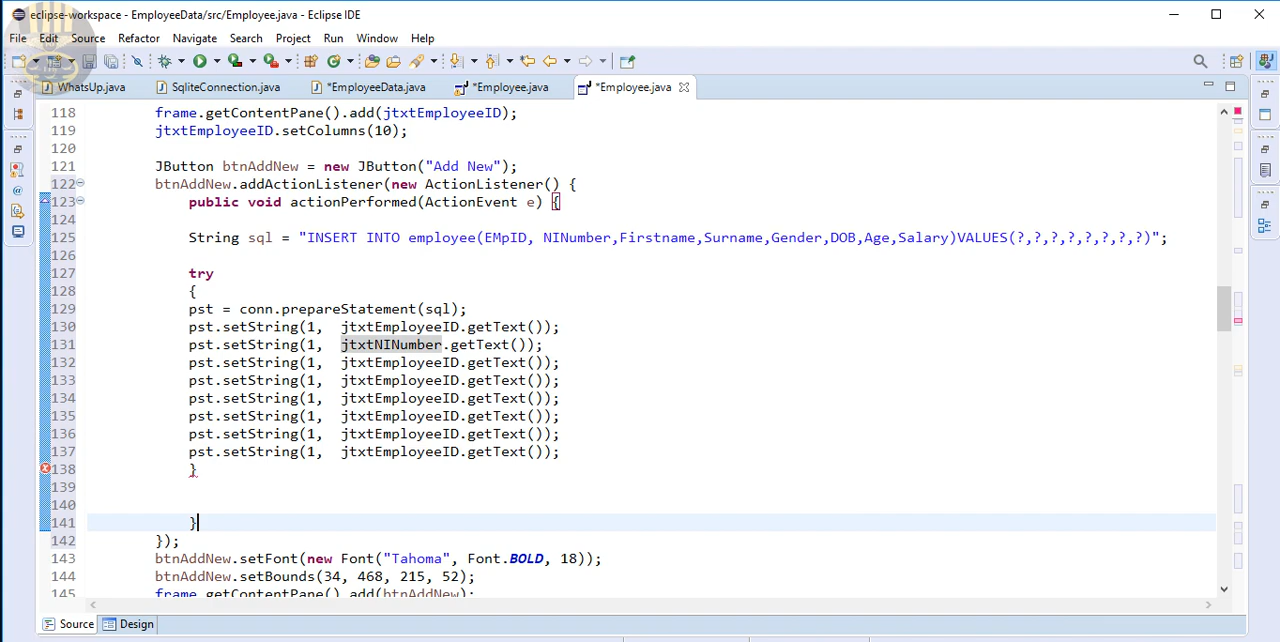 eclipse-workspace - EmployeeData/src/Employee.java - Eclipse IDE
File Edit Source Refactor Navigate Search Project Run Window Help
WhatsUp.java SqliteConnection.java *EmployeeData.java *Employee.java *Employee.java
118 frame.getContentPane().add(jtxtEmployeeID);
119 jtxtEmployeeID.setColumns(10);
120
121 JButton btnAddNew = new JButton("Add New");
122 btnAddNew.addActionListener(new ActionListener() {
123 public void actionPerformed(ActionEvent e) {
124
125 String sql = "INSERT INTO employee(EMpID, NINumber,Firstname,Surname,Gender,DOB,Age,Salary)VALUES(?,?,?,?,?,?,?,?)";
126
127 try
128 {
129 pst = conn.prepareStatement(sql);
130 pst.setString(1, jtxtEmployeeID.getText());
131 pst.setString(1, jtxtNINumber.getText());
132 pst.setString(1, jtxtEmployeeID.getText());
133 pst.setString(1, jtxtEmployeeID.getText());
134 pst.setString(1, jtxtEmployeeID.getText());
135 pst.setString(1, jtxtEmployeeID.getText());
136 pst.setString(1, jtxtEmployeeID.getText());
137 pst.setString(1, jtxtEmployeeID.getText());
138 }
139
140
141 }
142 });
143 btnAddNew.setFont(new Font("Tahoma", Font.BOLD, 18));
144 btnAddNew.setBounds(34, 468, 215, 52);
145 frame.getContentPane().add(btnAddNew);
Source Design